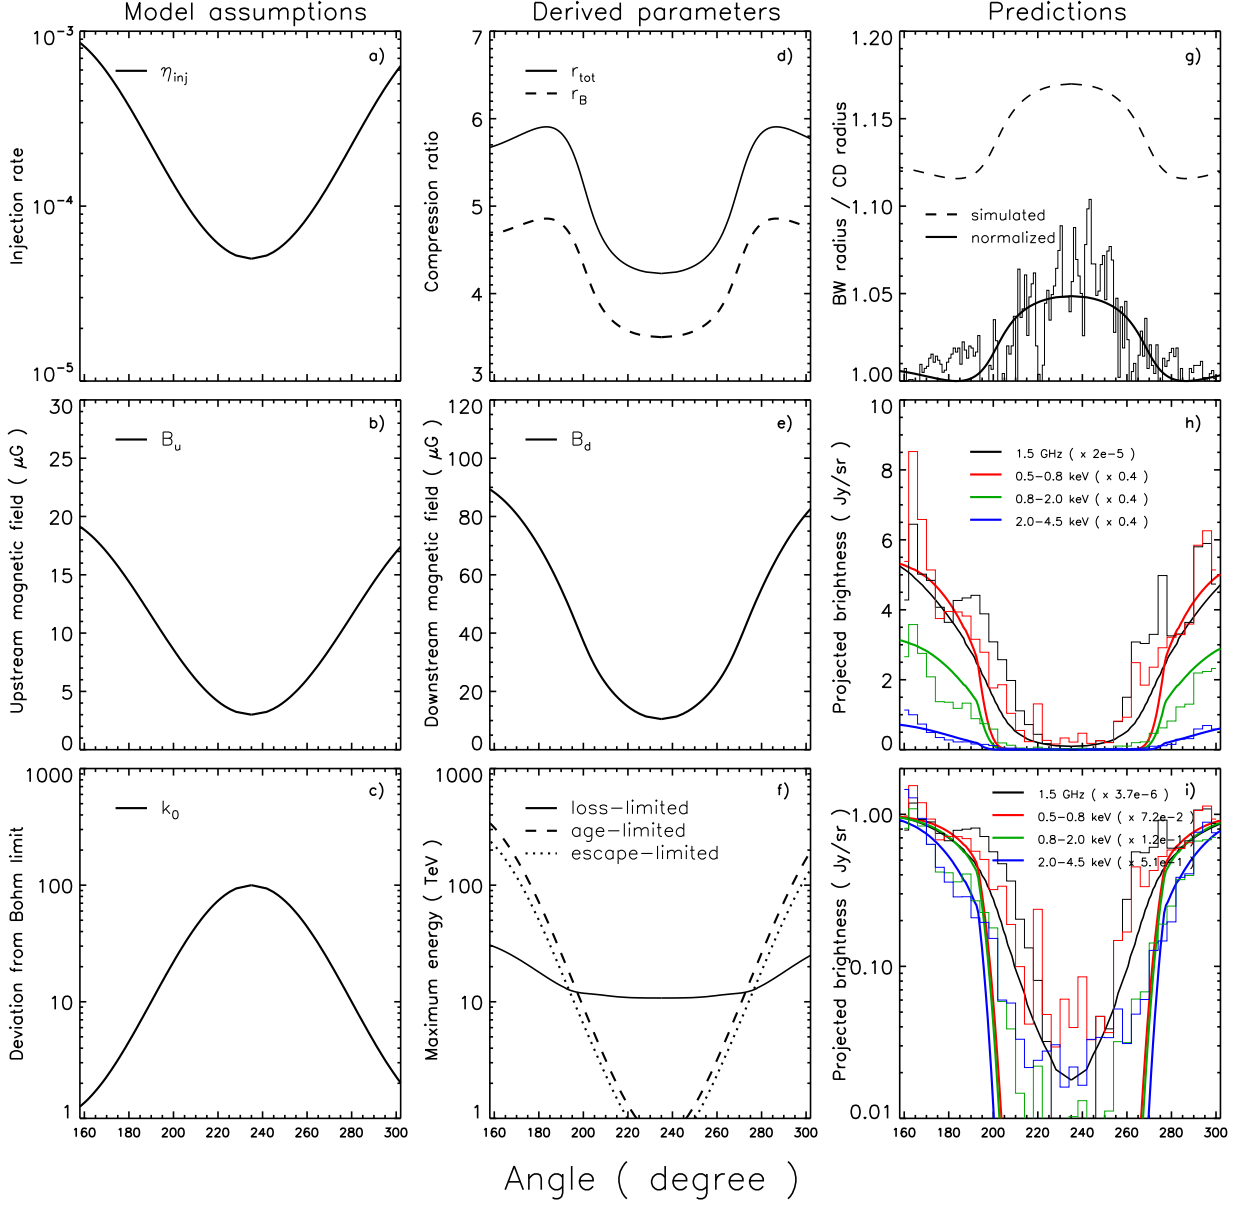 Model assumptions
Derived parameters
Predictions
a)
η_inj
Injection rate
10^-3
10^-4
10^-5
d)
r_tot
r_B
Compression ratio
7
6
5
4
3
g)
simulated
normalized
BW radius / CD radius
1.20
1.15
1.10
1.05
1.00
b)
B_u
Upstream magnetic field ( μG )
30
25
20
15
10
5
0
e)
B_d
Downstream magnetic field ( μG )
120
100
80
60
40
20
0
h)
1.5 GHz ( x 2e-5)
0.5-0.8 keV ( x 0.4 )
0.8-2.0 keV ( x 0.4 )
2.0-4.5 keV ( x 0.4 )
Projected brightness ( Jy/sr )
10
8
6
4
2
0
c)
k_0
Deviation from Bohm limit
1000
100
10
1
160 180 200 220 240 260 280 300
f)
loss-limited
age-limited
escape-limited
Maximum energy ( TeV )
1000
100
10
1
160 180 200 220 240 260 280 300
i)
1.5 GHz ( x 3.7e-6 )
0.5-0.8 keV ( x 7.2e-2 )
0.8-2.0 keV ( x 1.2e-1 )
2.0-4.5 keV ( x 5.1e-1 )
Projected brightness ( Jy/sr )
1.00
0.10
0.01
160 180 200 220 240 260 280 300
Angle ( degree )